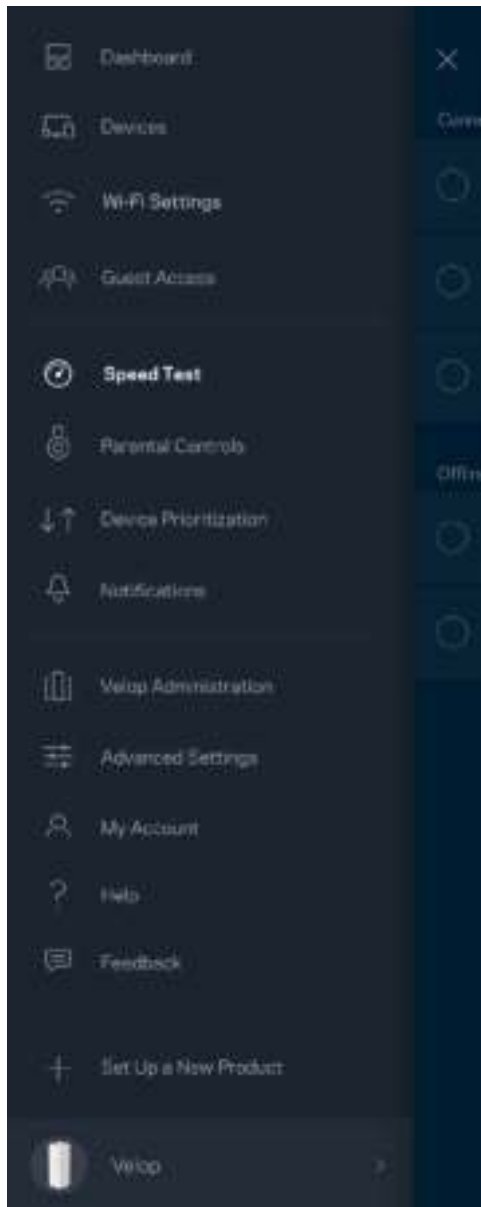 Dashboard
Devices
Wi-Fi Settings
Guest Access
Speed Test
Parental Controls
Device Prioritization
Notifications
Velop Administration
Advanced Settings
My Account
Help
Feedback
Set Up a New Product
Velop